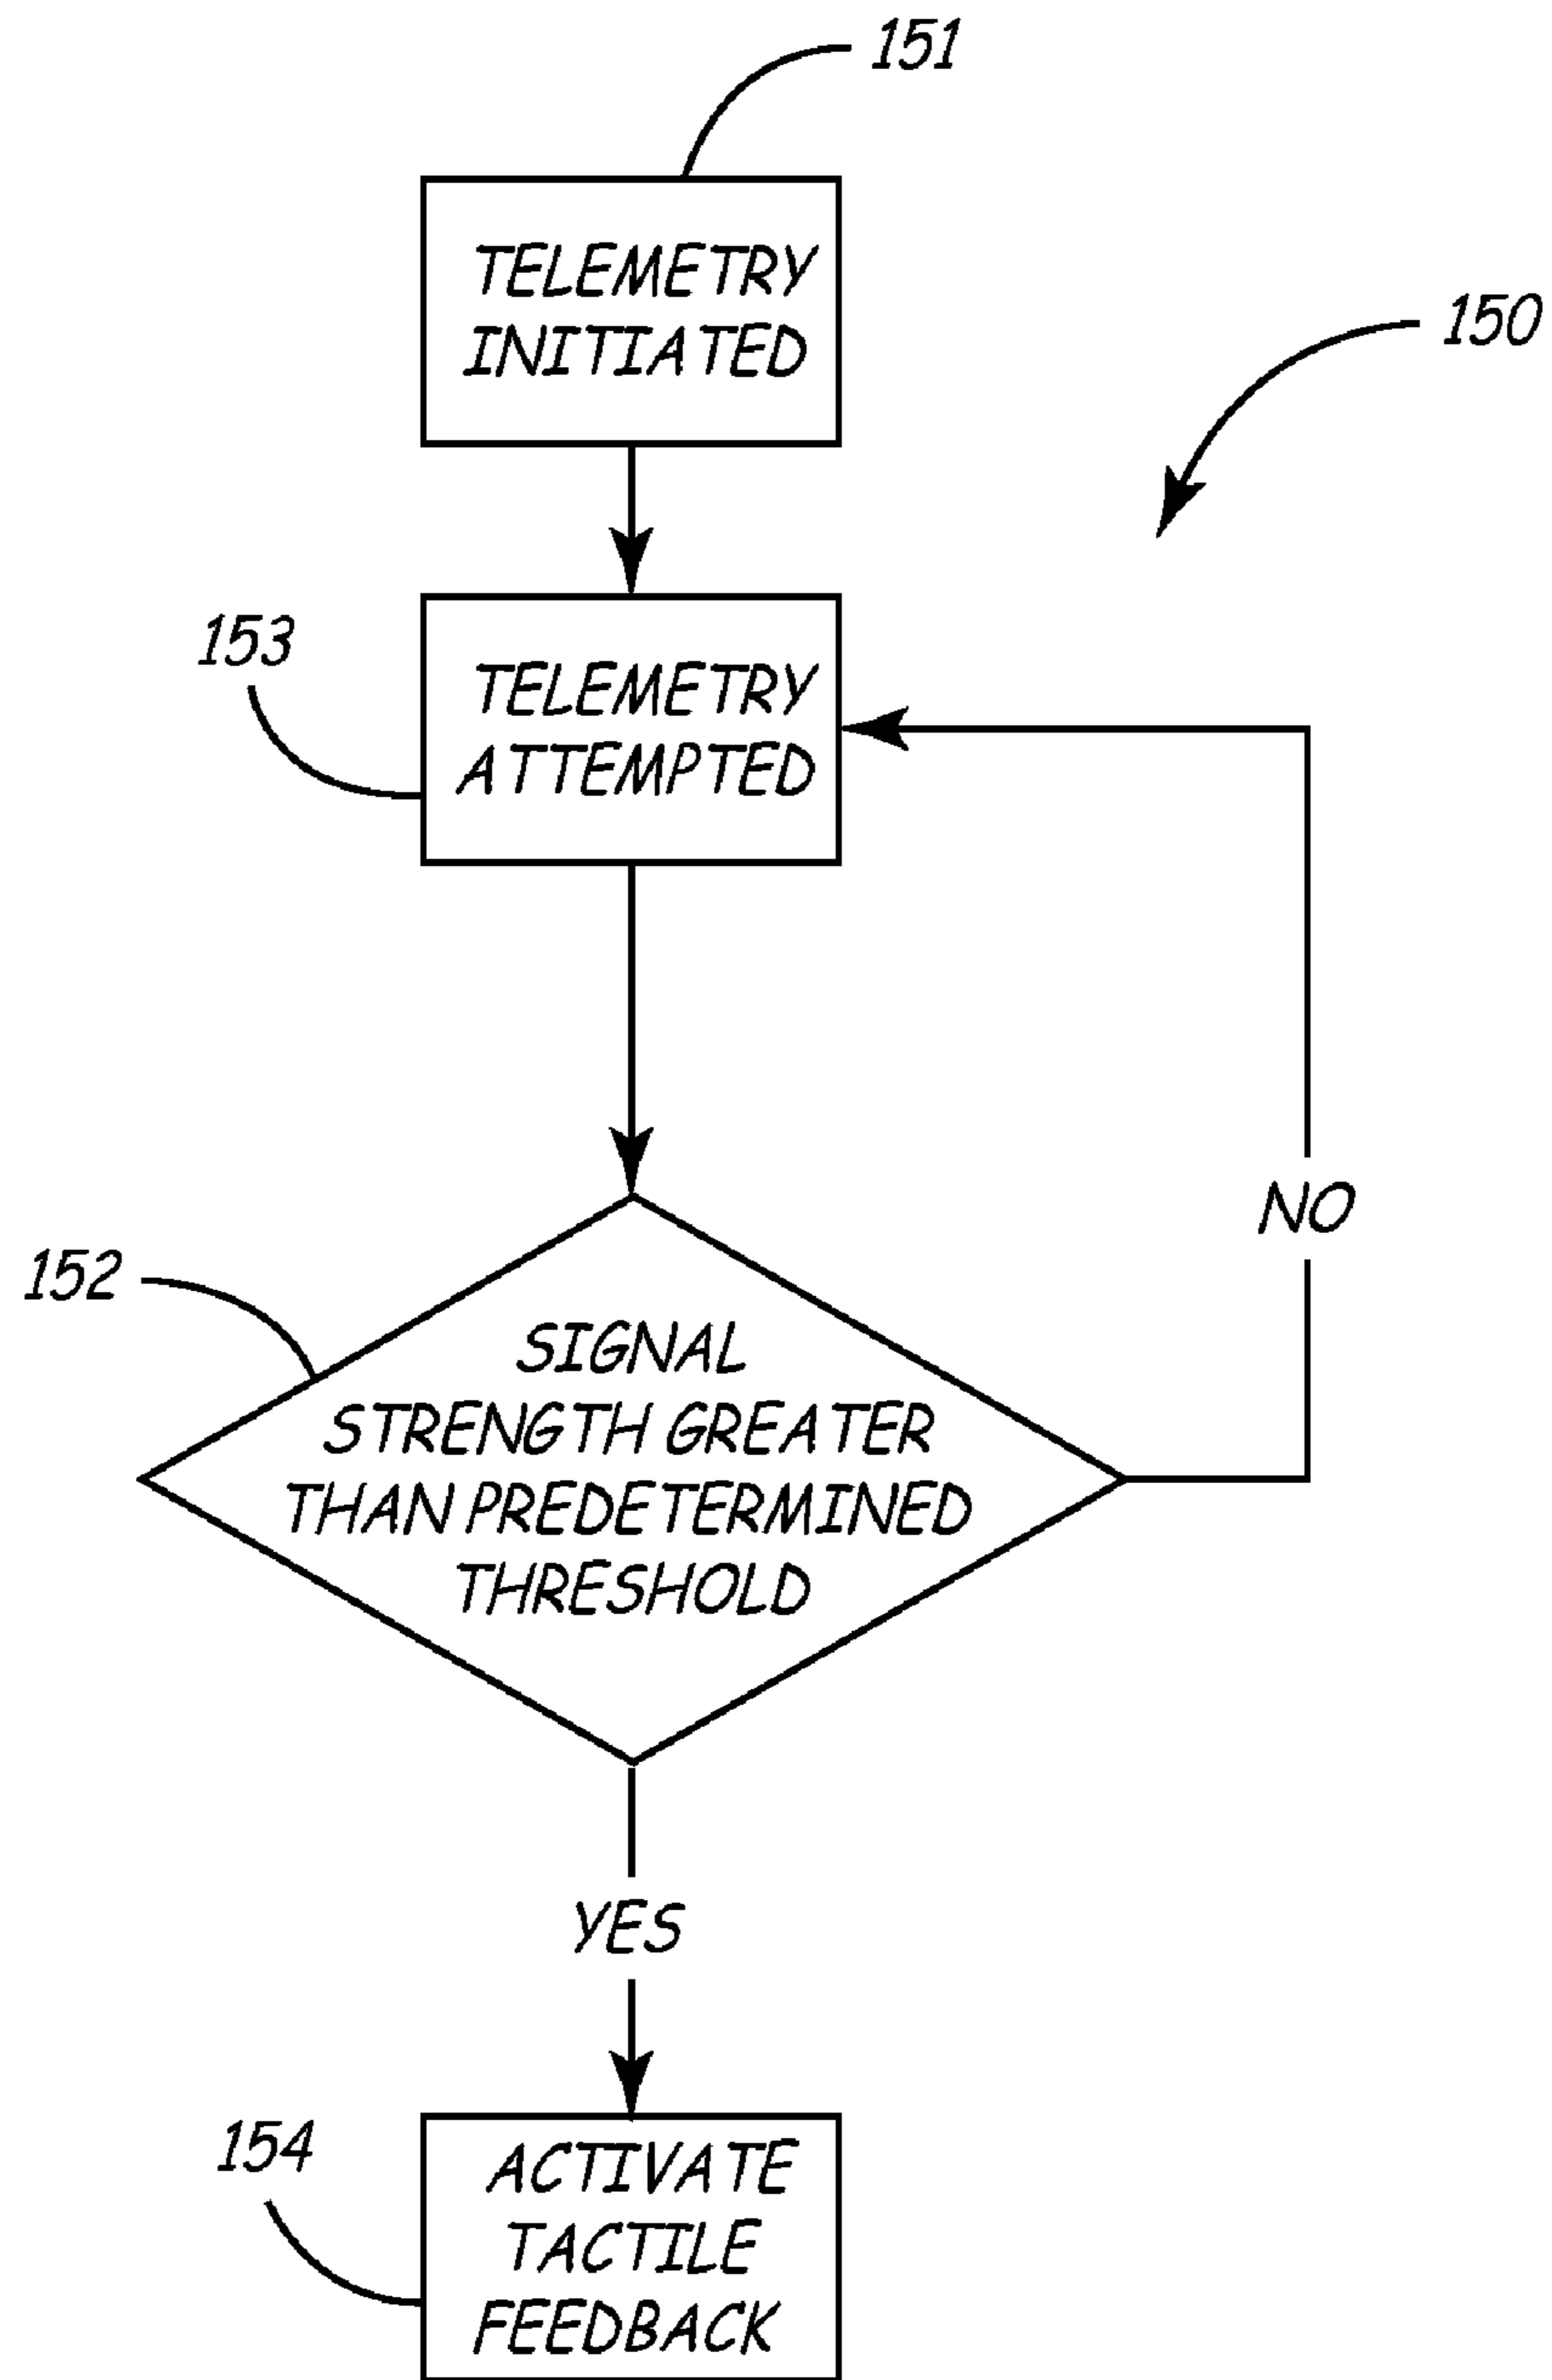 151
TELEMETRY
INITIATED
150
153
TELEMETRY
ATTEMPTED
NO
152
SIGNAL
STRENGTH GREATER
THAN PREDETERMINED
THRESHOLD
YES
154
ACTIVATE
TACTILE
FEEDBACK